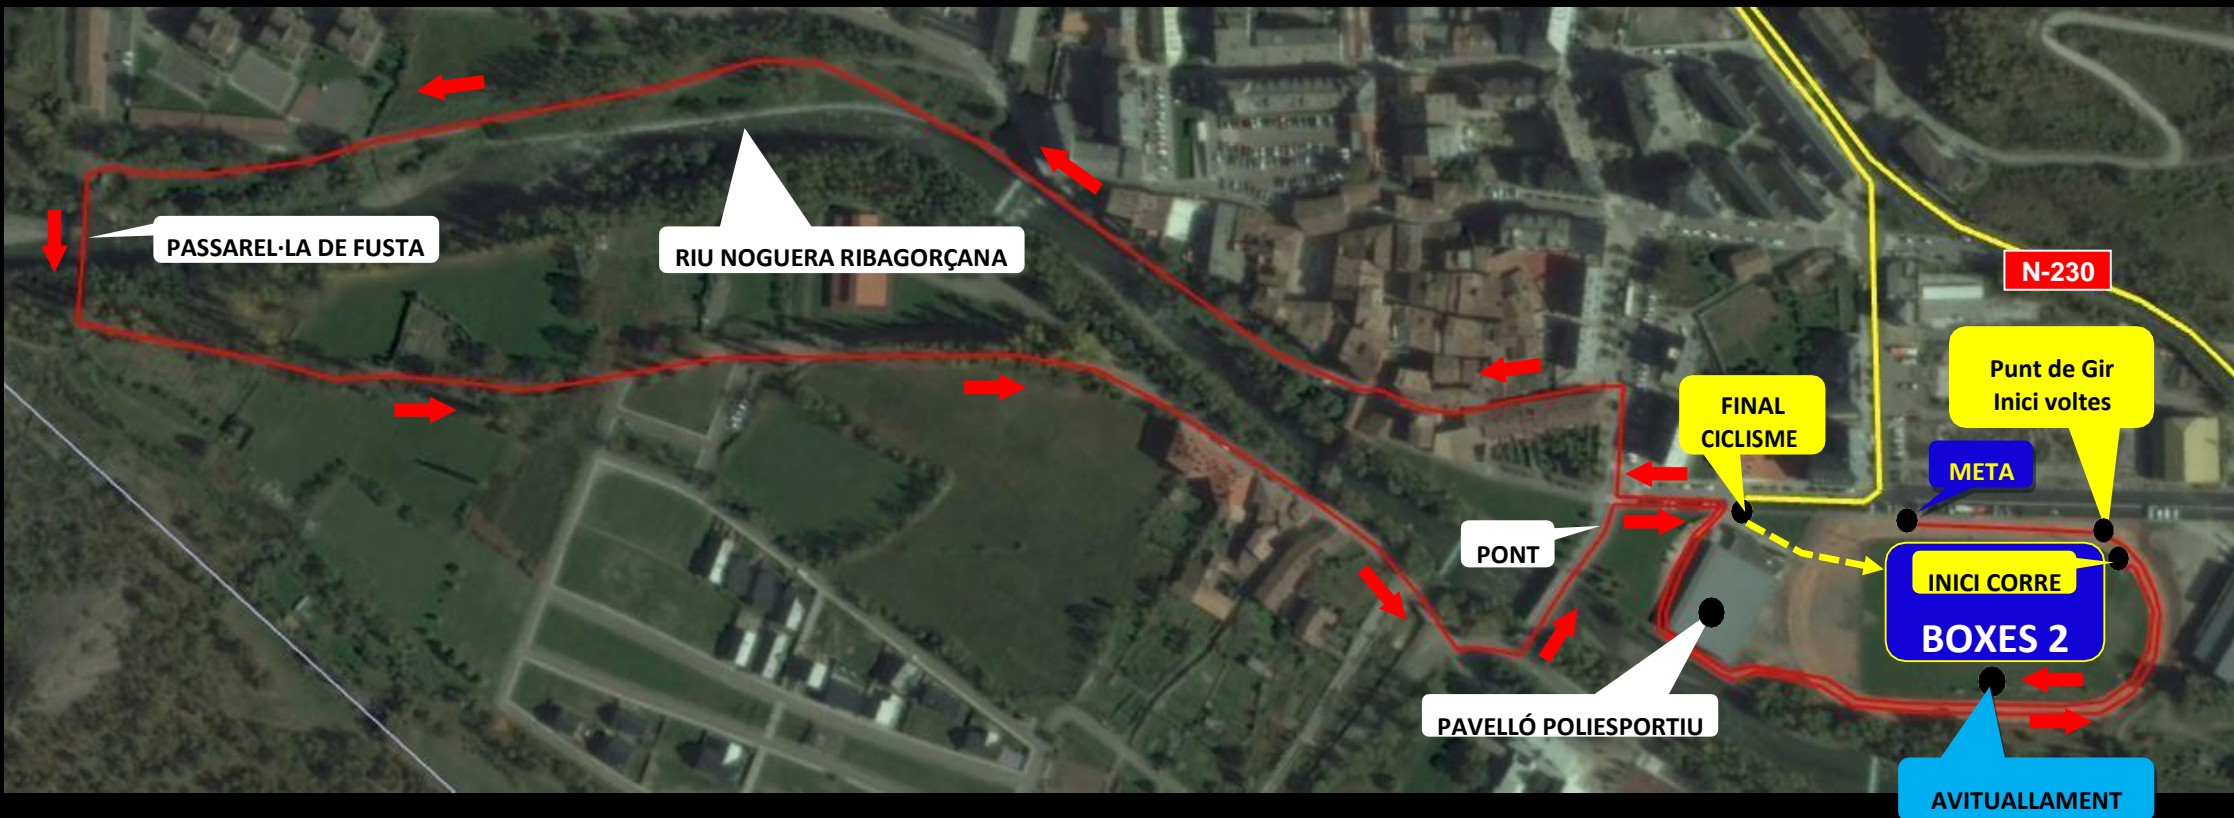 PASSAREL·LA DE FUSTA
RIU NOGUERA RIBAGORÇANA
N-230
Punt de Gir
Inici voltes
FINAL
CICLISME
META
PONT
INICI CORRE
BOXES 2
PAVELLÓ POLIESPORTIU
AVITUALLAMENT